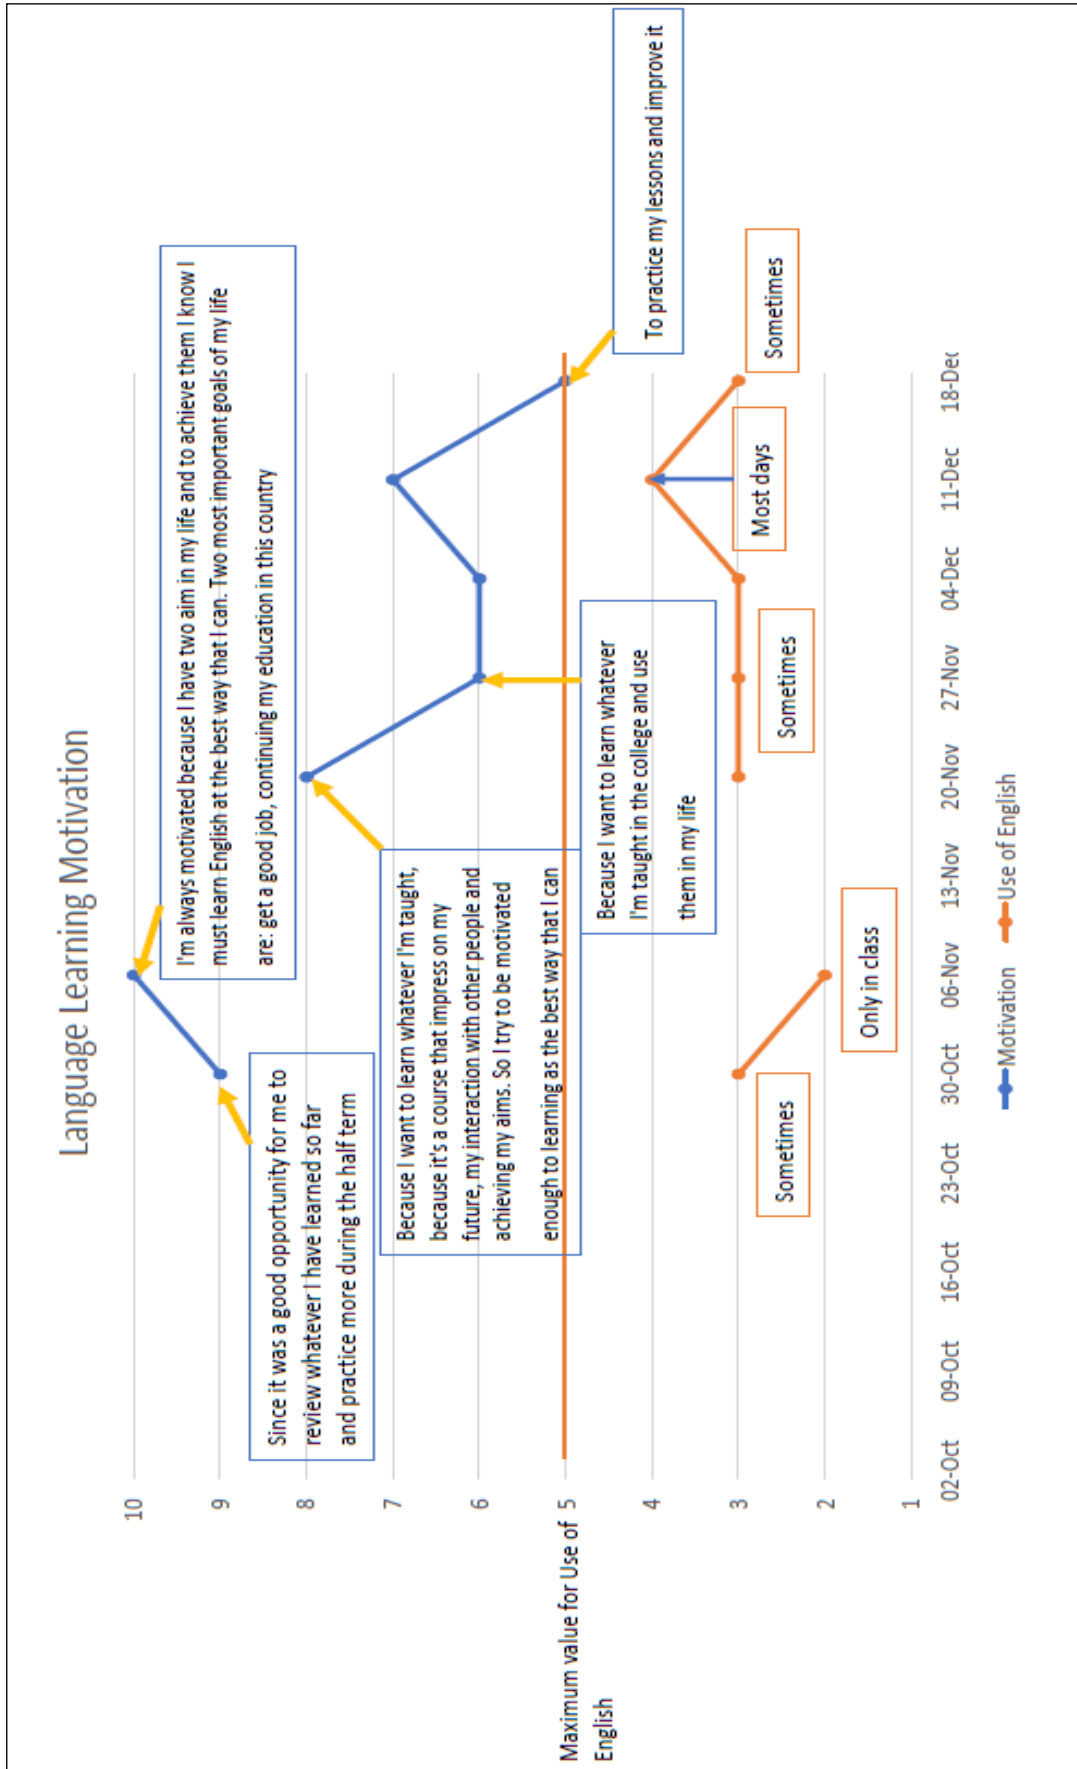 Language Learning Motivation
I'm always motivated because I have two aim in my life and to achieve them I know I
must learn English at the best way that I can. Two most important goals of my life
are: get a good job, continuing my education in this country
Since it was a good opportunity for me to
review whatever I have learned so far
and practice more during the half term
Because I want to learn whatever I'm taught,
because it's a course that impress on my
future, my interaction with other people and
achieving my aims. So I try to be motivated
enough to learning as the best way that I can
Because I want to learn whatever
I'm taught in the college and use
them in my life
To practice my lessons and improve it
10
9
8
7
6
5
4
3
2
1
Maximum value for Use of
English
Sometimes
Only in class
Sometimes
Most days
Sometimes
02-Oct 09-Oct 16-Oct 23-Oct 30-Oct 06-Nov 13-Nov 20-Nov 27-Nov 04-Dec 11-Dec 18-Dec
Motivation Use of English